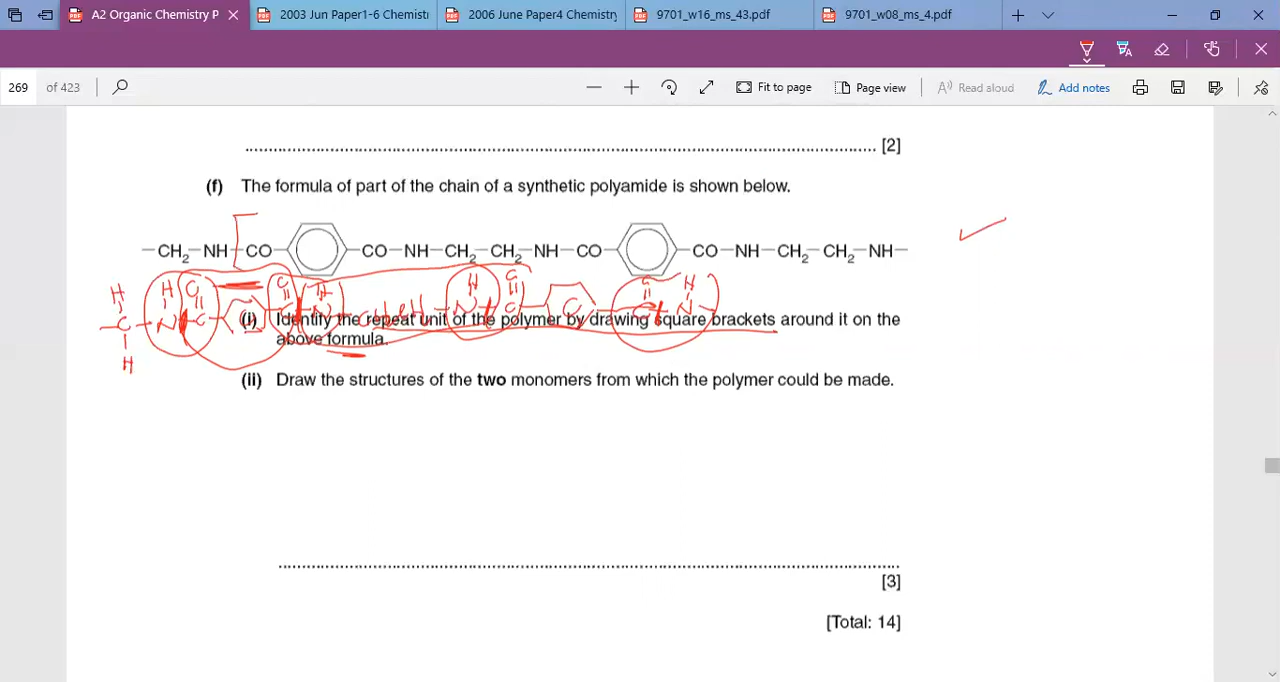 A2 Organic Chemistry P
2003 Jun Paper1-6 Chemistr
2006 June Paper4 Chemistry
9701_w16_ms_43.pdf
9701_w08_ms_4.pdf
269 of 423
Fit to page
Page view
Read aloud
Add notes
[2]
(f) The formula of part of the chain of a synthetic polyamide is shown below.
—CH₂—NH—CO— —CO—NH—CH₂—CH₂—NH—CO— —CO—NH—CH₂—CH₂—NH—
H H
C N C
H
(i) Identify the repeat unit of the polymer by drawing square brackets around it on the
above formula.
(ii) Draw the structures of the two monomers from which the polymer could be made.
[3]
[Total: 14]